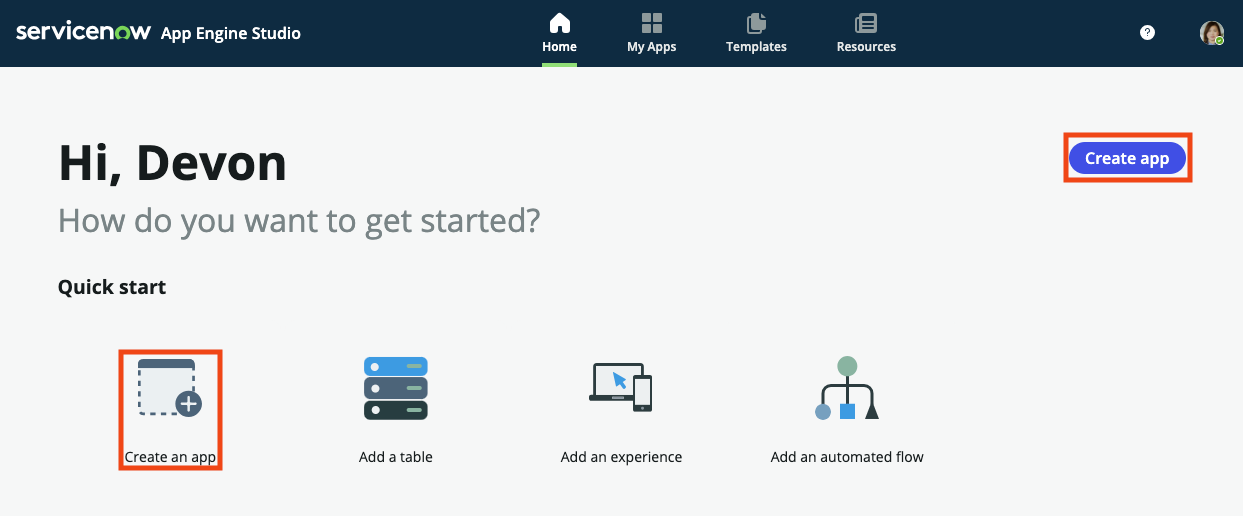 servicenow App Engine Studio
Home
My Apps
Templates
Resources
?
Hi, Devon
Create app
How do you want to get started?
Quick start
Create an app
Add a table
Add an experience
Add an automated flow